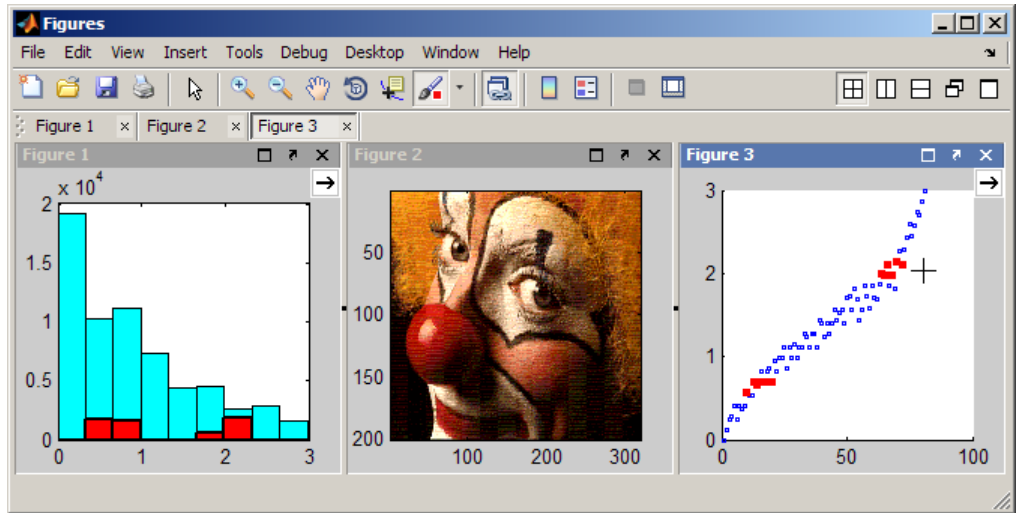 Figures
File Edit View Insert Tools Debug Desktop Window Help
Figure 1 × Figure 2 × Figure 3 ×
Figure 1
x 10^4
2
1.5
1
0.5
0
0 1 2 3
Figure 2
50
100
150
200
100 200 300
Figure 3
3
2
1
0
0 50 100